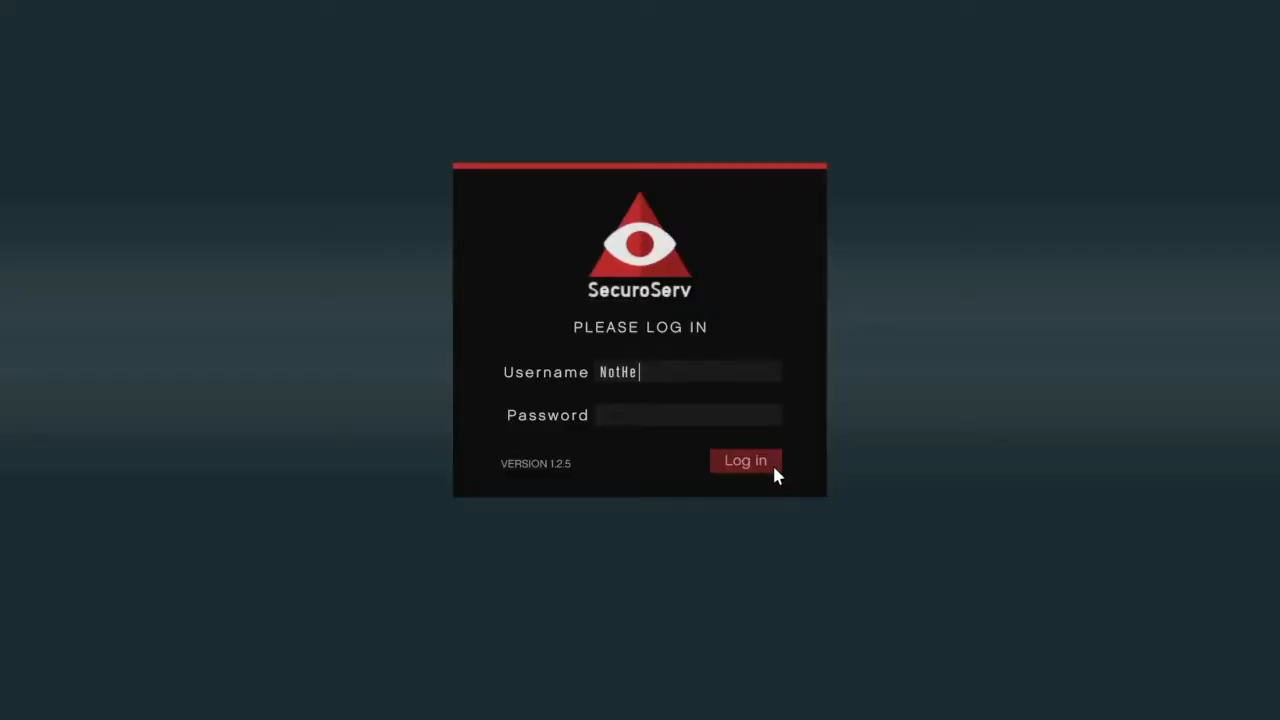 SecuroServ
PLEASE LOG IN
Username NotHe
Password
VERSION 1.2.5
Log in